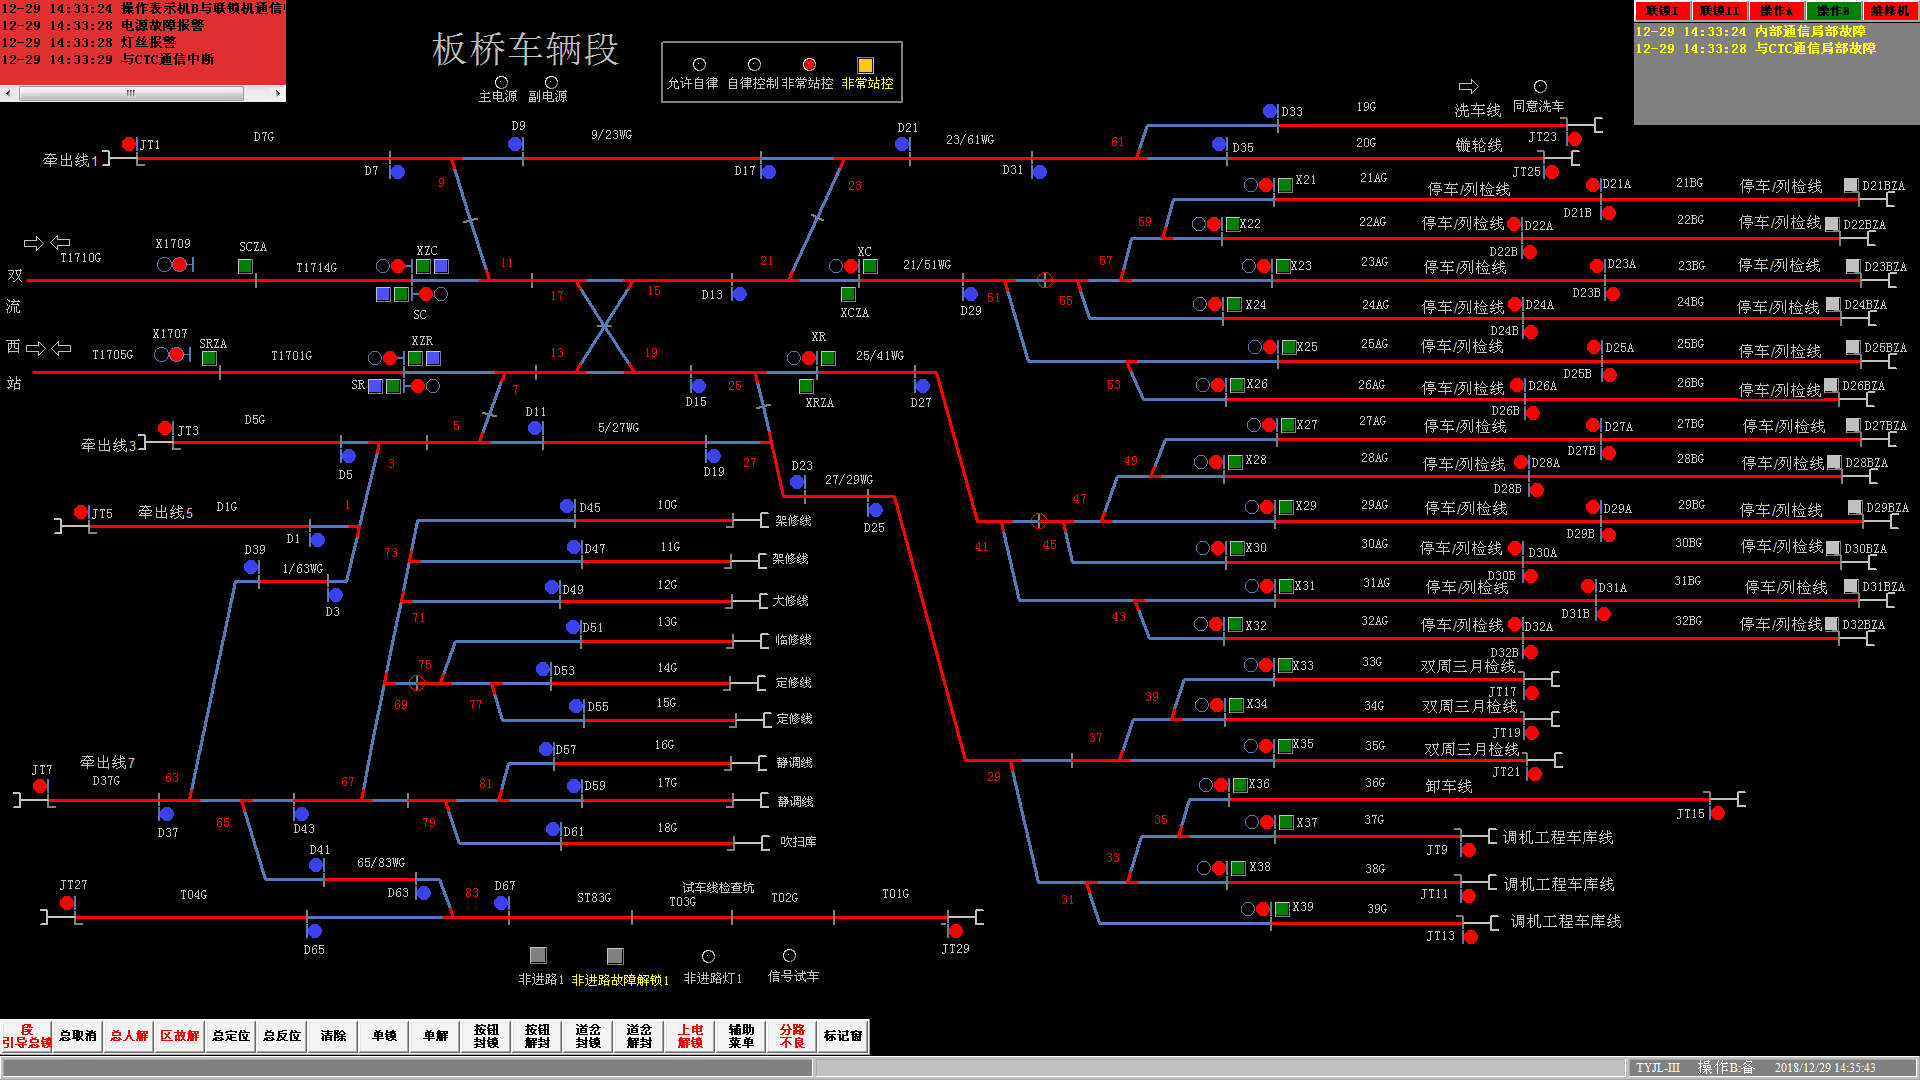 12-29 14:33:24 操作表示机B与联锁机通信
12-29 14:33:28 电源故障报警
12-29 14:33:28 灯丝报警
12-29 14:33:29 与CTC通信中断
板桥车辆段
主电源 副电源
允许自律 自律控制 非常站控 非常站控
联锁I 联锁II 操作A 操作B 维修机
12-29 14:33:24 内部通信局部故障
12-29 14:33:28 与CTC通信局部故障
洗车线 同意洗车
D33 19G JT23
61 D35 20G 镟轮线 JT25
牵出线1 JT1 D7G D7 D9 9/23WG D17 D21 23/61WG D31
9 23
X21 21AG 停车/列检线 D21A D21B 21BG 停车/列检线 D21BZA
59 X22 22AG 停车/列检线 D22A D22B 22BG 停车/列检线 D22BZA
57 X23 23AG 停车/列检线 D23A D23B 23BG 停车/列检线 D23BZA
55 X24 24AG 停车/列检线 D24A D24B 24BG 停车/列检线 D24BZA
X25 25AG 停车/列检线 D25A D25B 25BG 停车/列检线 D25BZA
53 X26 26AG 停车/列检线 D26A D26B 26BG 停车/列检线 D26BZA
X27 27AG 停车/列检线 D27A D27B 27BG 停车/列检线 D27BZA
49 X28 28AG 停车/列检线 D28A D28B 28BG 停车/列检线 D28BZA
47 X29 29AG 停车/列检线 D29A D29B 29BG 停车/列检线 D29BZA
45 X30 30AG 停车/列检线 D30A D30B 30BG 停车/列检线 D30BZA
X31 31AG 停车/列检线 D31A D31B 31BG 停车/列检线 D31BZA
43 X32 32AG 停车/列检线 D32A D32B 32BG 停车/列检线 D32BZA
X33 33G 双周三月检线 JT17
39 X34 34G 双周三月检线 JT19
37 X35 35G 双周三月检线 JT21
X36 36G 卸车线 JT15
35 X37 37G JT9 调机工程车库线
33 X38 38G JT11 调机工程车库线
31 X39 39G JT13 调机工程车库线
双流西站
T1710G X1709 SCZA T1714G XZC SC 11 17 15 D13 21 XC XCZA 21/51WG D29 51
T1705G X1707 SRZA T1701G XZR SR 7 13 19 D15 25 XR XRZA 25/41WG D27 41
牵出线3 JT3 D5G D5 3 5 D11 5/27WG D19 27 D23 27/29WG D25 29
牵出线5 JT5 D1G D1 1
D39 1/63WG D3
73 D45 10G 架修线
D47 11G 架修线
71 D49 12G 大修线
D51 13G 临修线
75 D53 14G 定修线
69 77 D55 15G 定修线
D57 16G 静调线
81 D59 17G 静调线
79 D61 18G 吹扫库
牵出线7 JT7 D37G D37 63 65 D43 67
D41 65/83WG D63 83
JT27 T04G D65 D67 ST83G 试车线检查坑 T03G T02G T01G JT29
非进路1 非进路故障解锁1 非进路灯1 信号试车
段引导总锁 总取消 总人解 区故解 总定位 总反位 清除 单锁 单解 按钮封锁 按钮解封 道岔封锁 道岔解封 上电解锁 辅助菜单 分路不良 标记窗
TYJL-III 操作B:备 2018/12/29 14:35:43